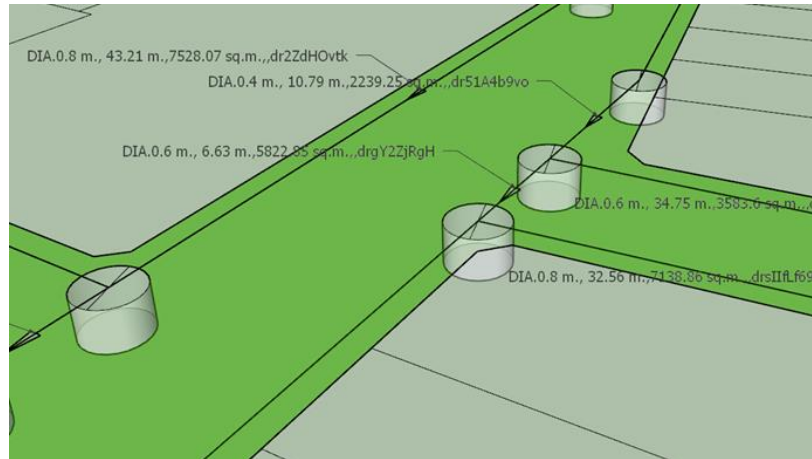 DIA.0.8 m., 43.21 m.,7528.07 sq.m.,,dr2ZdHOvtk
DIA.0.4 m., 10.79 m.,2239.25 sq.m.,,dr51A4b9vo
DIA.0.6 m., 6.63 m.,5822.85 sq.m.,,drgY2ZjRgH
DIA.0.6 m., 34.75 m.,3583.6 sq.m.,
DIA.0.8 m., 32.56 m.,7138.86 sq.m.,,drsIIfLf69